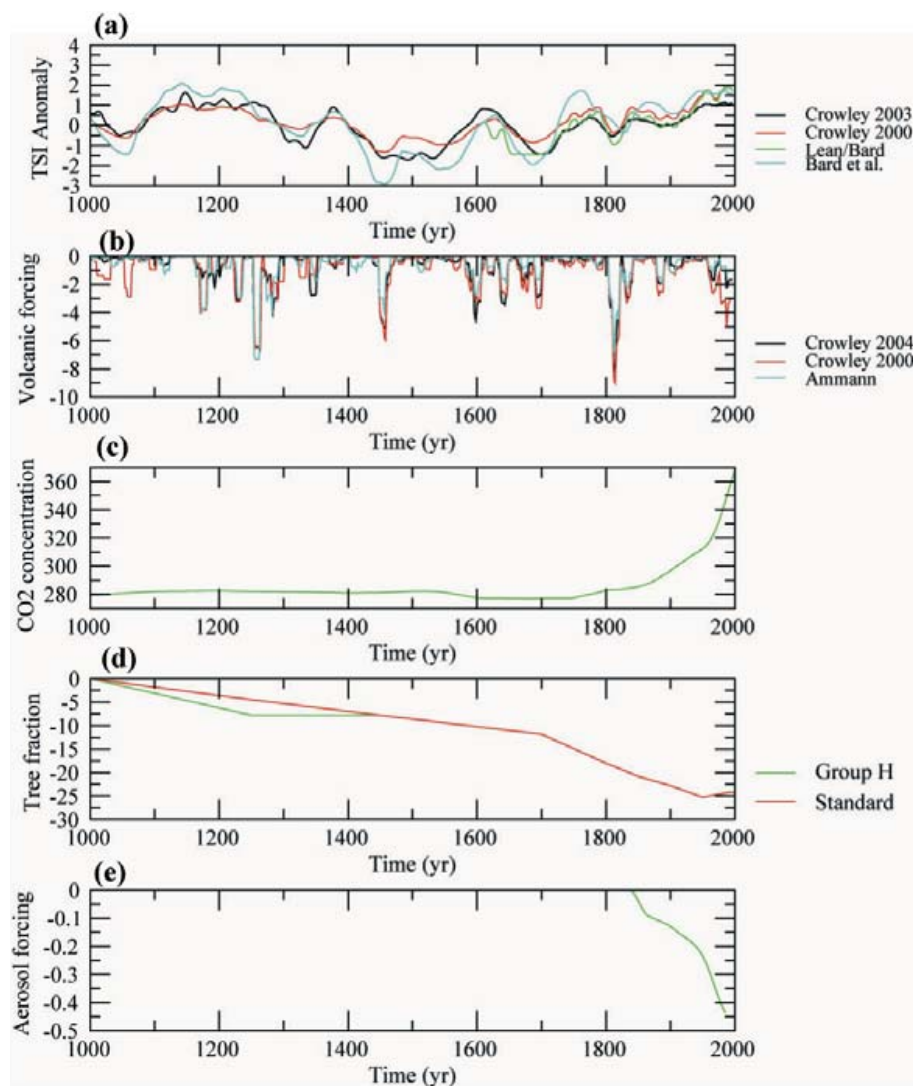 (a)
TSI Anomaly
4
3
2
1
0
-1
-2
-3
1000 1200 1400 1600 1800 2000
Time (yr)
Crowley 2003
Crowley 2000
Lean/Bard
Bard et al.
(b)
Volcanic forcing
0
-2
-4
-6
-8
-10
1000 1200 1400 1600 1800 2000
Time (yr)
Crowley 2004
Crowley 2000
Ammann
(c)
CO2 concentration
360
340
320
300
280
1000 1200 1400 1600 1800 2000
Time (yr)
(d)
Tree fraction
0
-5
-10
-15
-20
-25
-30
1000 1200 1400 1600 1800 2000
Time (yr)
Group H
Standard
(e)
Aerosol forcing
0
-0.1
-0.2
-0.3
-0.4
-0.5
1000 1200 1400 1600 1800 2000
Time (yr)